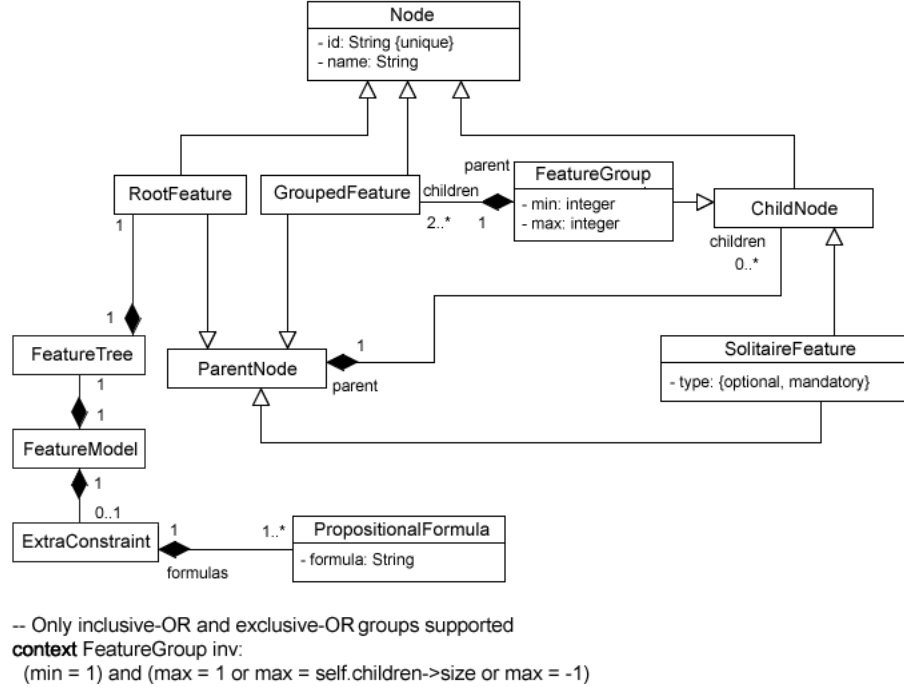 Node
- id: String {unique}
- name: String
parent
FeatureGroup
- min: integer
- max: integer
RootFeature
GroupedFeature
children
2..*
1
ChildNode
1
children
0..*
1
FeatureTree
1
ParentNode
parent
SolitaireFeature
- type: {optional, mandatory}
1
1
FeatureModel
1
0..1
ExtraConstraint
1
formulas
1..*
PropositionalFormula
- formula: String
-- Only inclusive-OR and exclusive-OR groups supported
context FeatureGroup inv:
(min = 1) and (max = 1 or max = self.children->size or max = -1)